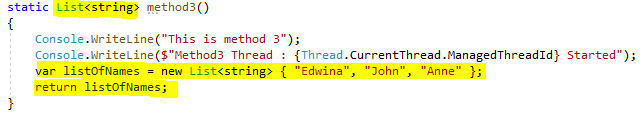 static List<string> method3()
{
Console.WriteLine("This is method 3");
Console.WriteLine($"Method3 Thread : {Thread.CurrentThread.ManagedThreadId} Started");
var listOfNames = new List<string> { "Edwina", "John", "Anne" };
return listOfNames;
}